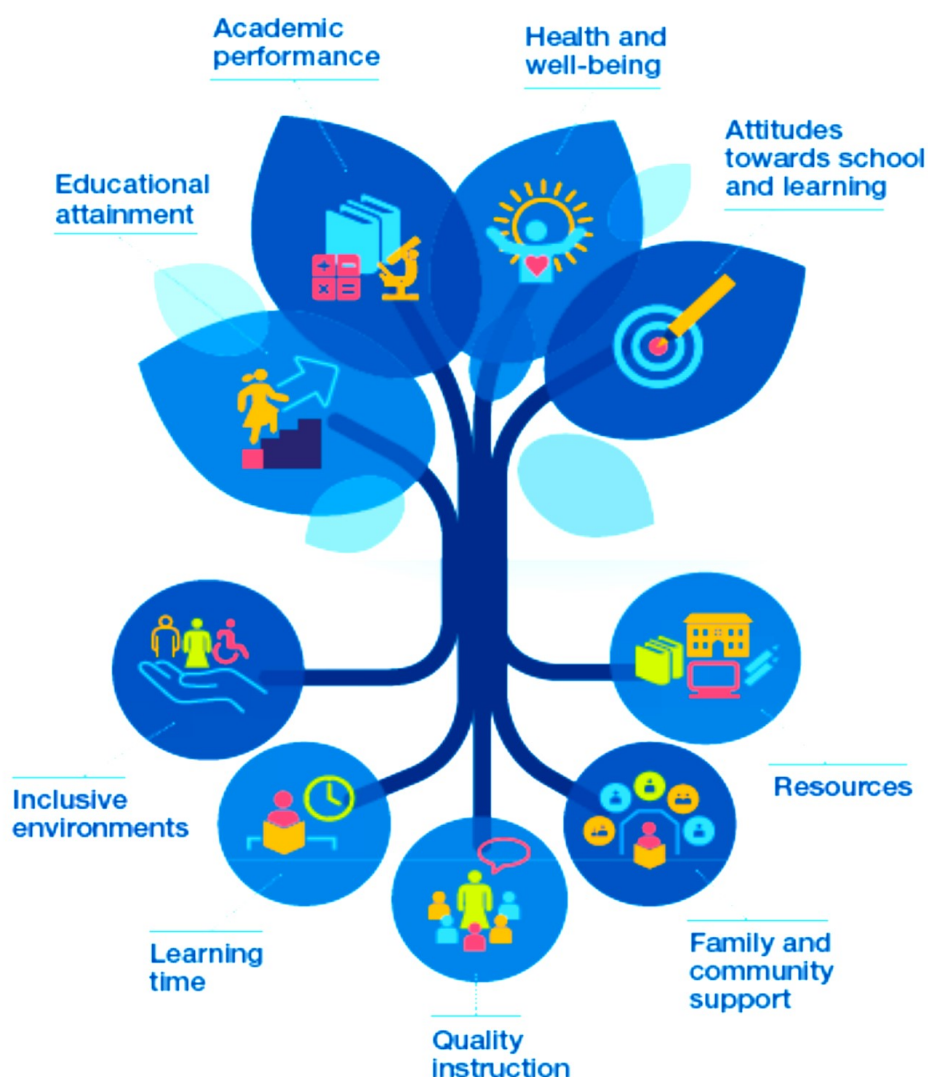 Academic
performance
Health and
well-being
Attitudes
towards school
and learning
Educational
attainment
Inclusive
environments
Resources
Learning
time
Family and
community
support
Quality
instruction